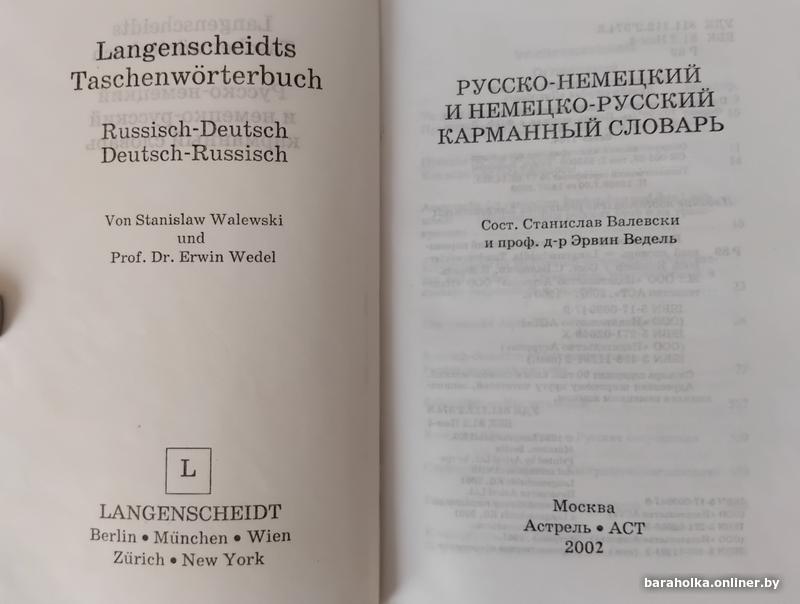 Langenscheidts
Taschenwörterbuch
Russisch-Deutsch
Deutsch-Russisch
Von Stanislaw Walewski
und
Prof. Dr. Erwin Wedel
L
LANGENSCHEIDT
Berlin • München • Wien
Zürich • New York
РУССКО-НЕМЕЦКИЙ
И НЕМЕЦКО-РУССКИЙ
КАРМАННЫЙ СЛОВАРЬ
Сост. Станислав Валевски
и проф. д-р Эрвин Ведель
Москва
Астрель • АСТ
2002
baraholka.onliner.by